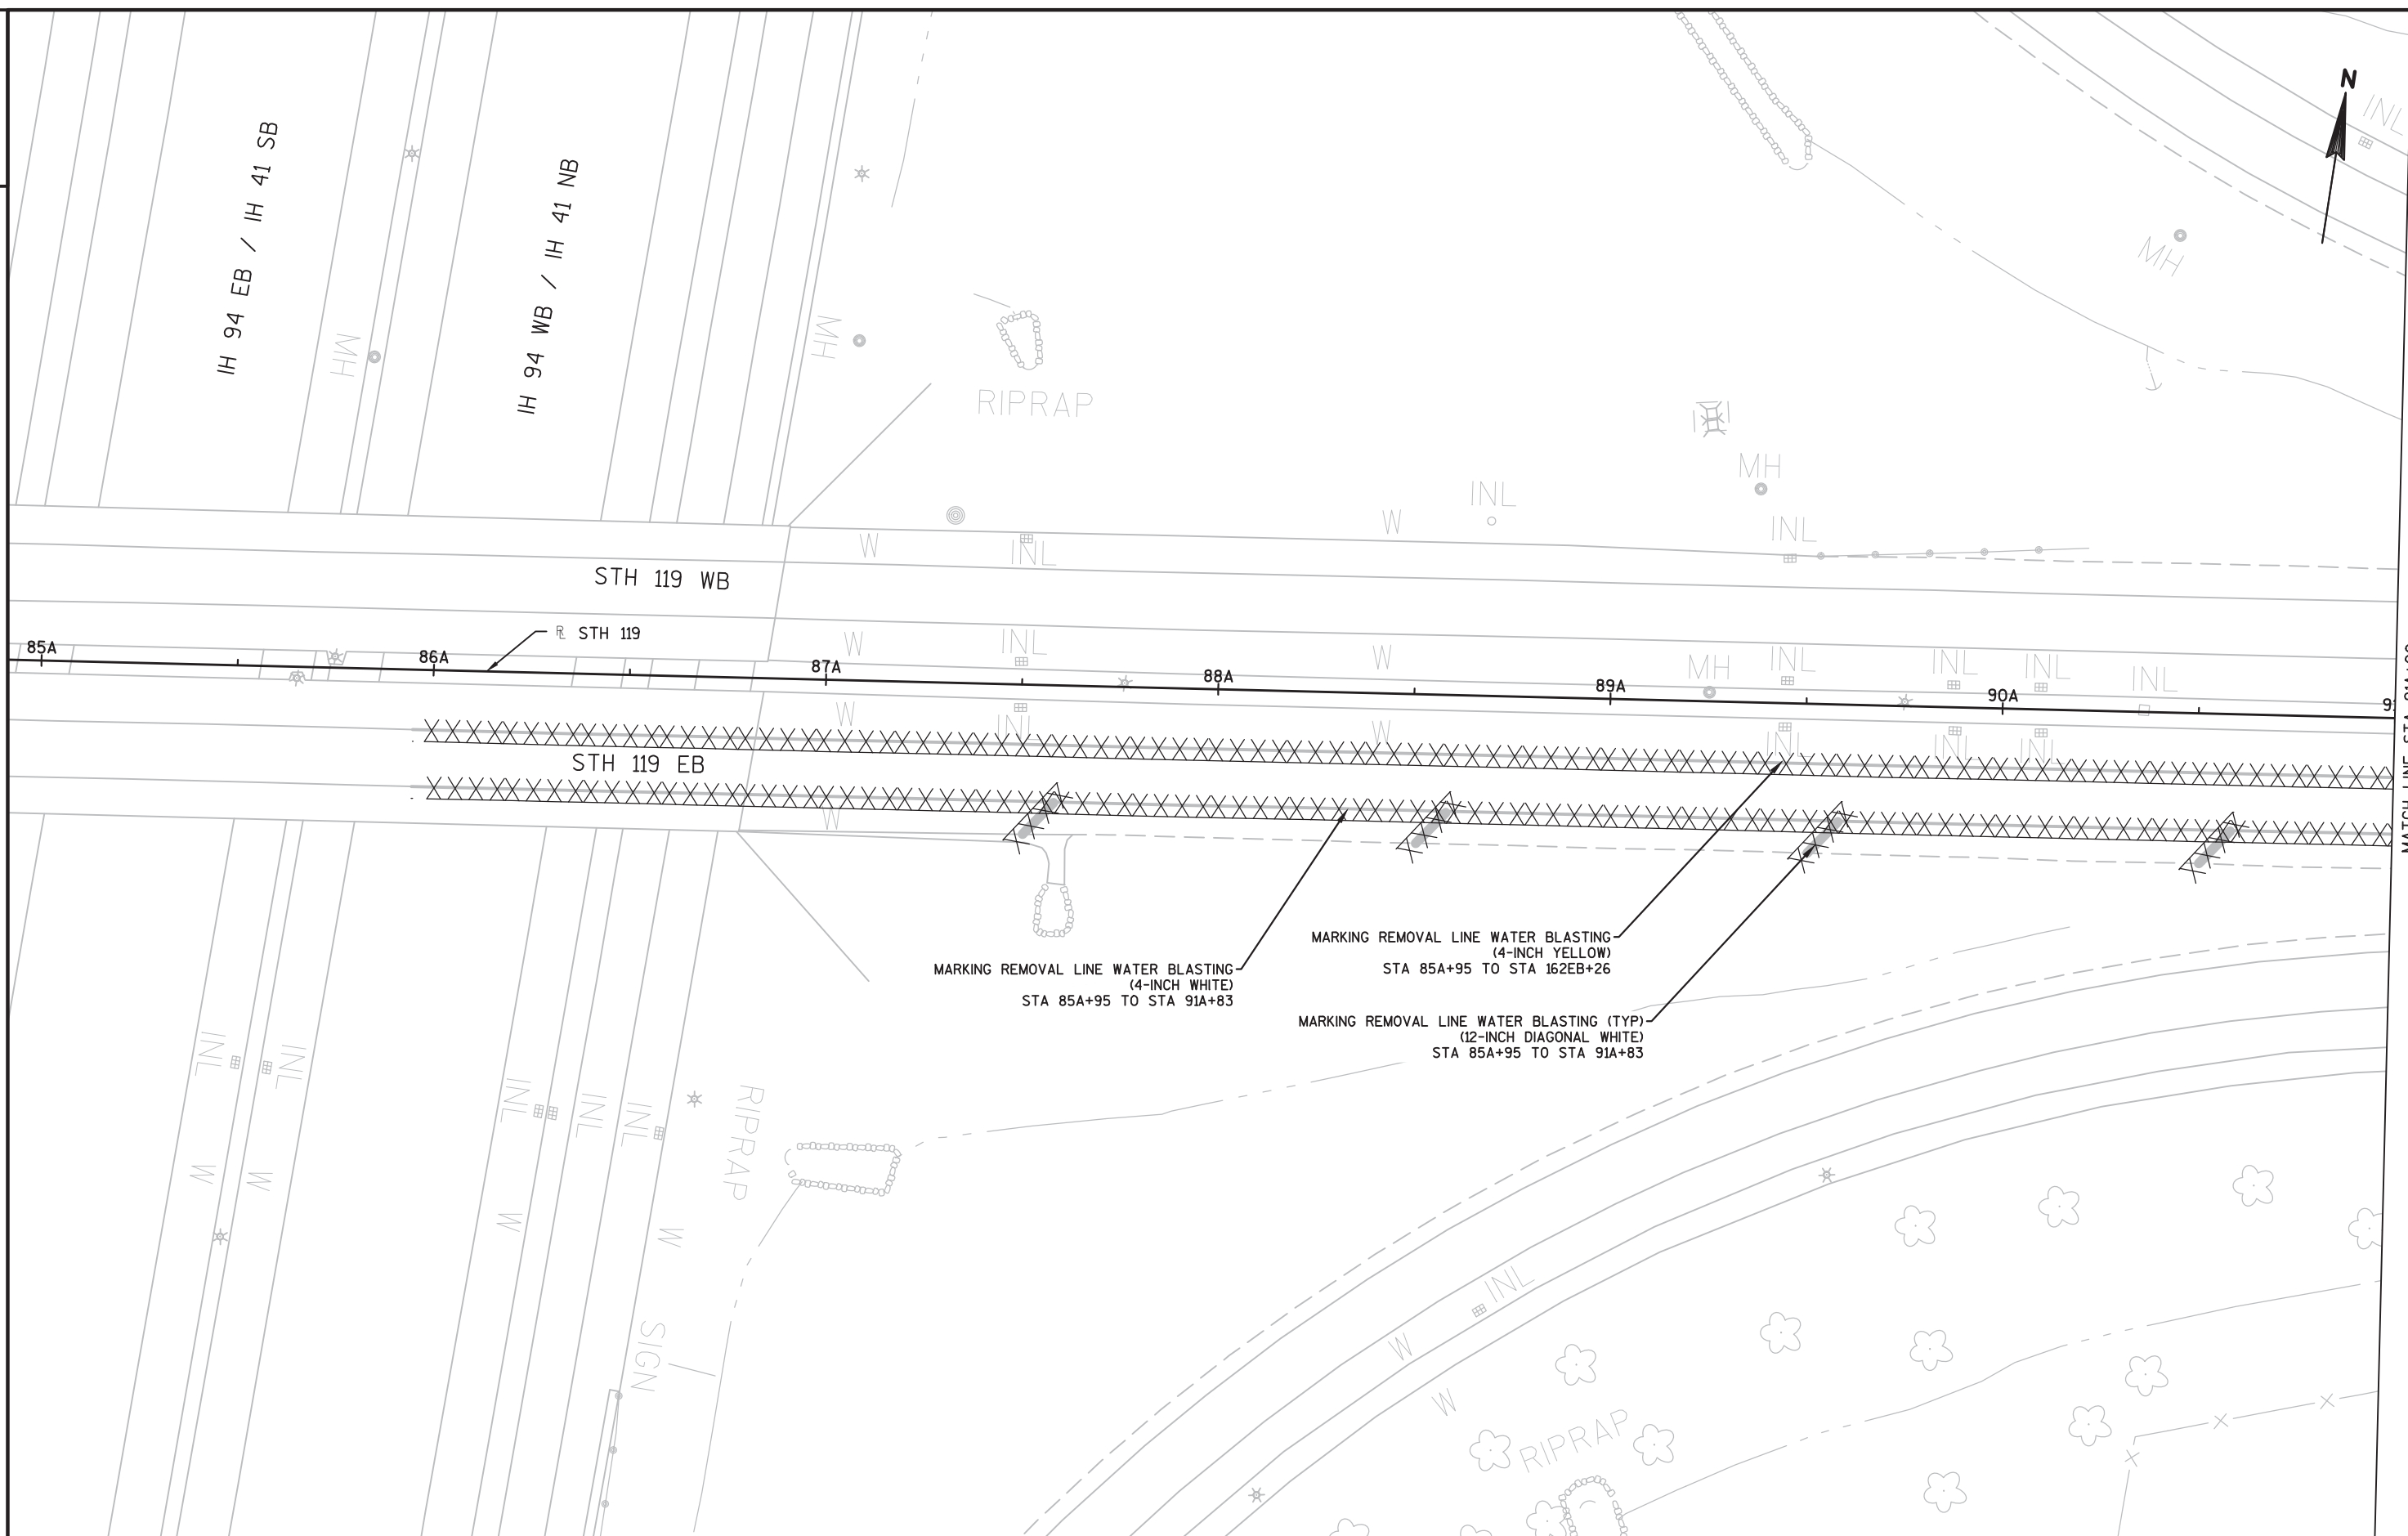 N
INL
IH 94 EB / IH 41 SB
IH 94 WB / IH 41 NB
MH
MH
MH
RIPRAP
MH
INL
INL
W
W
INL
STH 119 WB
STH 119
85A
86A
87A
88A
89A
90A
W
INL
W
MH
INL
INL
INL
INL
W
INL
W
INL
INL
INL
STH 119 EB
W
MARKING REMOVAL LINE WATER BLASTING
(4-INCH WHITE)
STA 85A+95 TO STA 91A+83
MARKING REMOVAL LINE WATER BLASTING
(4-INCH YELLOW)
STA 85A+95 TO STA 162EB+26
MARKING REMOVAL LINE WATER BLASTING (TYP)
(12-INCH DIAGONAL WHITE)
STA 85A+95 TO STA 91A+83
INL
INL
INL
INL
INL
RIPRAP
W
W
W
W
SIGN
INL
W
W
RIPRAP